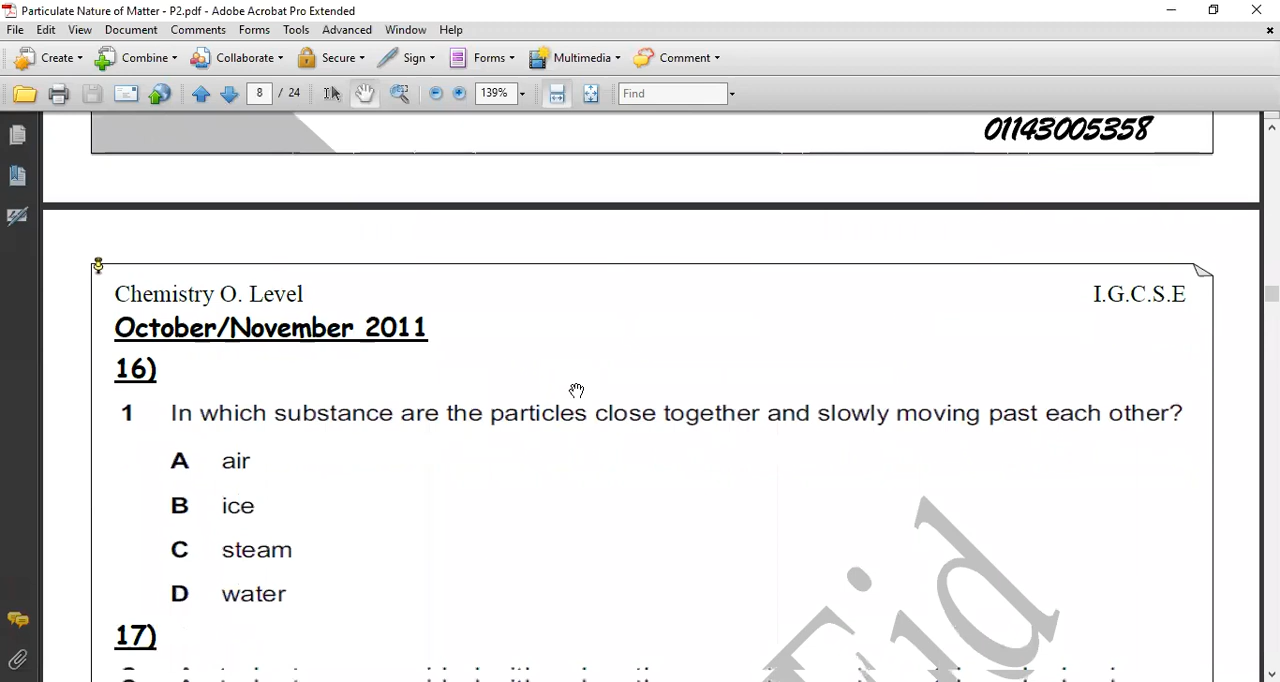 Particulate Nature of Matter - P2.pdf - Adobe Acrobat Pro Extended
File Edit View Document Comments Forms Tools Advanced Window Help
Create Combine Collaborate Secure Sign Forms Multimedia Comment
8 / 24 139% Find
01143005358
Chemistry O. Level I.G.C.S.E
October/November 2011
16)
1 In which substance are the particles close together and slowly moving past each other?
A air
B ice
C steam
D water
17)
Eid